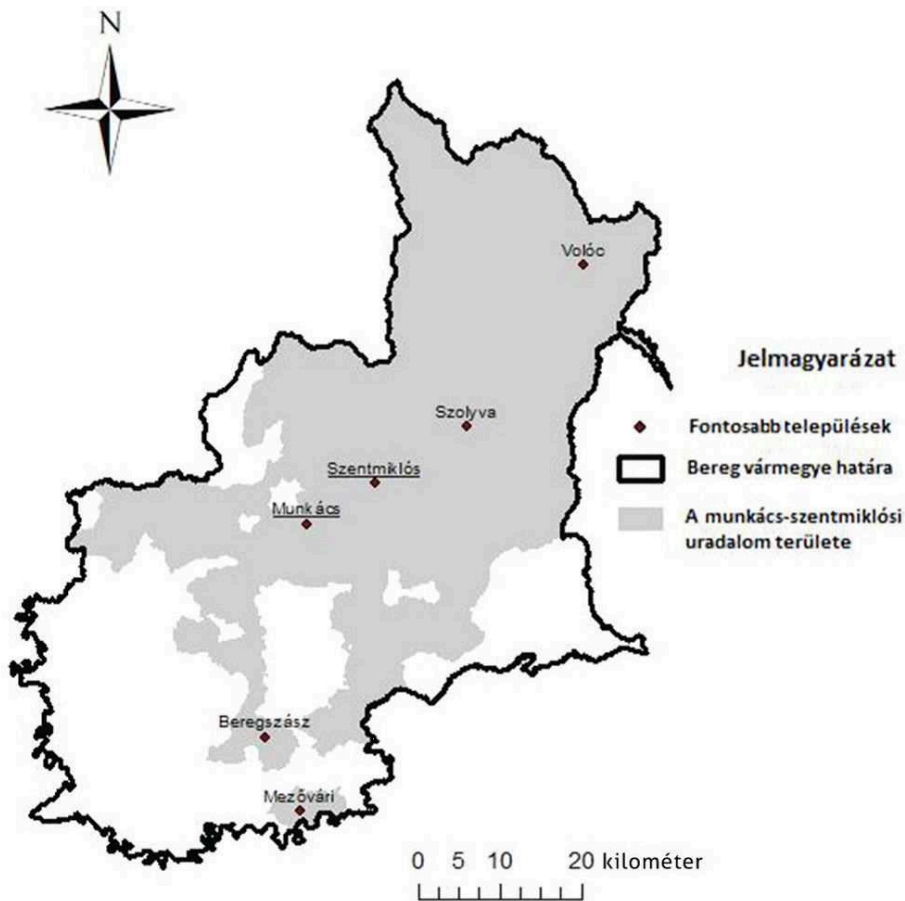 N
Volóc
Jelmagyarázat
Szolyva
Fontosabb települések
Szentmiklós
Bereg vármegye határa
Munkács
A munkács-szentmiklósi
uradalom területe
Beregszász
Mezővári
0 5 10 20 kilométer